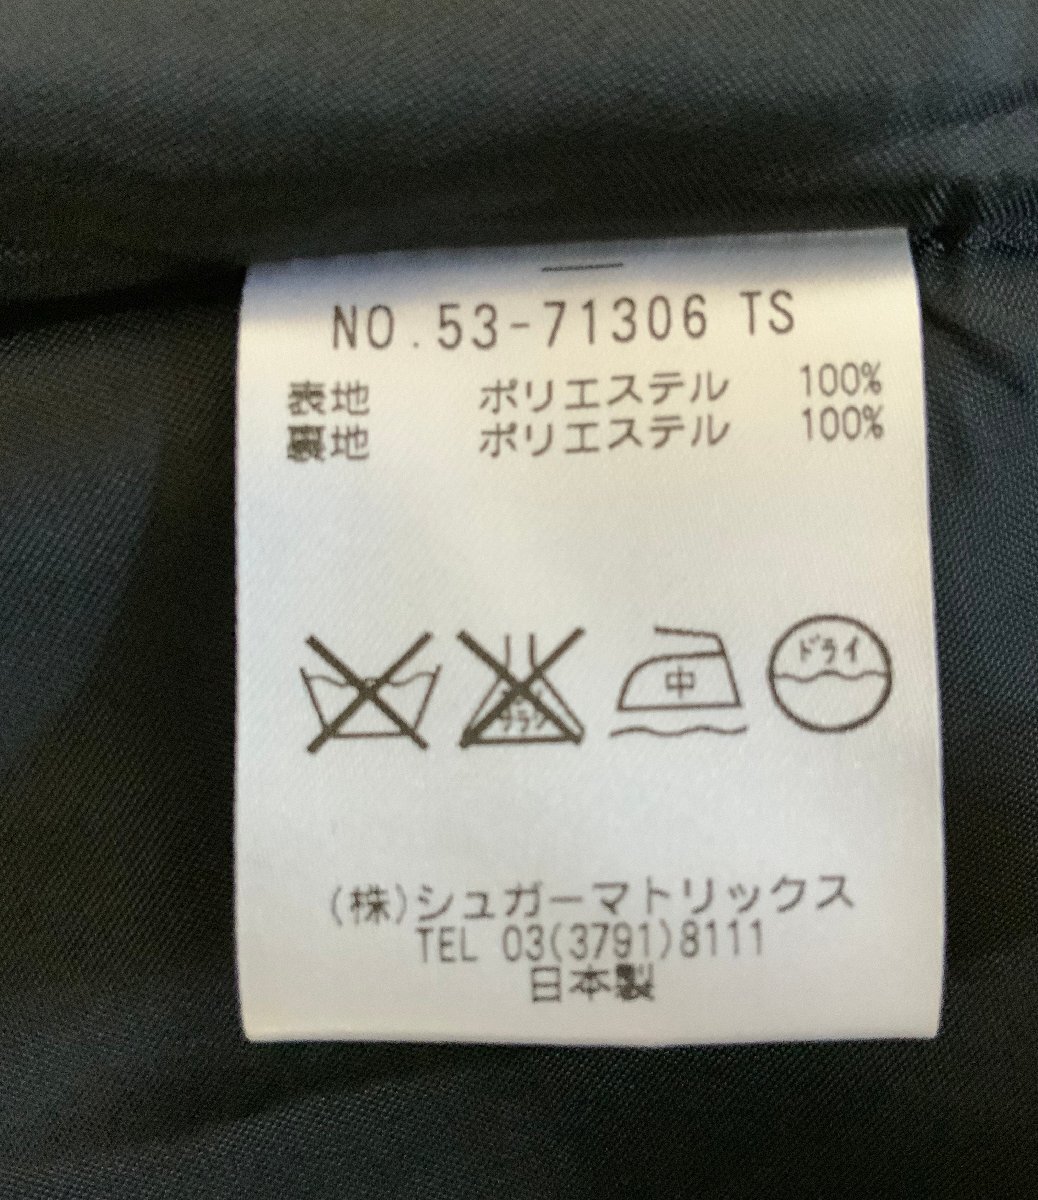 NO.53-71306 TS
表地 ポリエステル 100%
裏地 ポリエステル 100%
中 ドライ
(株)シュガーマトリックス
TEL 03(3791)8111
日本製